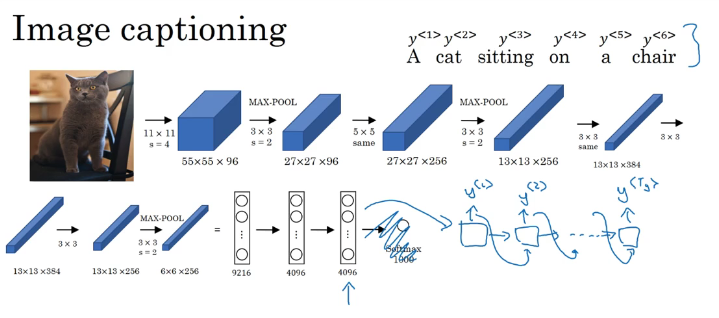 Image captioning
y<1> y<2> y<3> y<4> y<5> y<6>
A cat sitting on a chair
11 × 11
s = 4
55×55 × 96
MAX-POOL
3 × 3
s = 2
27×27 ×96
5 × 5
same
27×27 ×256
MAX-POOL
3 × 3
s = 2
13×13 ×256
3 × 3
same
13×13 ×384
3 × 3
13×13 ×384
3 × 3
13×13 ×256
MAX-POOL
3 × 3
s = 2
6×6 ×256
=
⋮
9216
⋮
4096
⋮
4096
Softmax
1000
y<1> y<2> y<Ty>